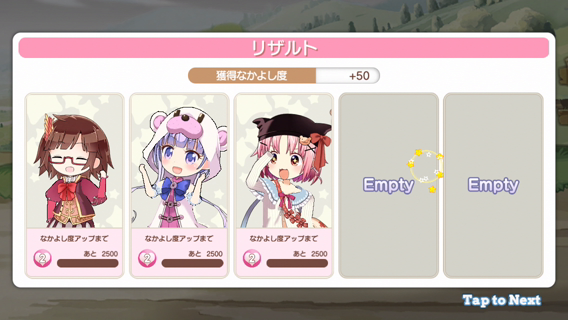 リザルト
獲得なかよし度 +50
なかよし度アップまで
2 あと 2500
なかよし度アップまで
2 あと 2500
なかよし度アップまで
2 あと 2500
Empty
Empty
Tap to Next